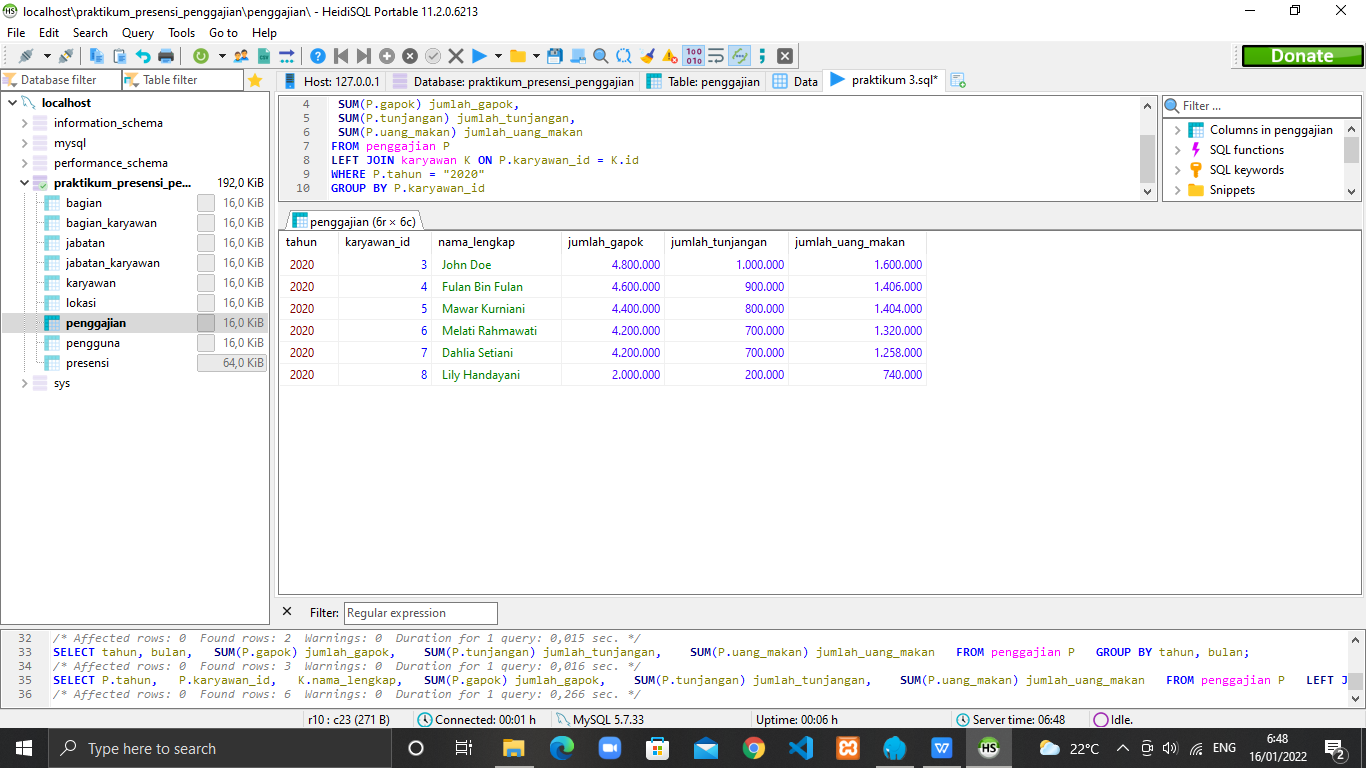 localhost\praktikum_presensi_penggajian\penggajian\ - HeidiSQL Portable 11.2.0.6213
File Edit Search Query Tools Go to Help
Donate
Database filter Table filter
Host: 127.0.0.1 Database: praktikum_presensi_penggajian Table: penggajian Data praktikum 3.sql*
localhost
information_schema
mysql
performance_schema
praktikum_presensi_pe... 192,0 KiB
bagian 16,0 KiB
bagian_karyawan 16,0 KiB
jabatan 16,0 KiB
jabatan_karyawan 16,0 KiB
karyawan 16,0 KiB
lokasi 16,0 KiB
penggajian 16,0 KiB
pengguna 16,0 KiB
presensi 64,0 KiB
sys
4 SUM(P.gapok) jumlah_gapok,
5 SUM(P.tunjangan) jumlah_tunjangan,
6 SUM(P.uang_makan) jumlah_uang_makan
7 FROM penggajian P
8 LEFT JOIN karyawan K ON P.karyawan_id = K.id
9 WHERE P.tahun = "2020"
10 GROUP BY P.karyawan_id
Filter ...
Columns in penggajian
SQL functions
SQL keywords
Snippets
penggajian (6r × 6c)
tahun karyawan_id nama_lengkap jumlah_gapok jumlah_tunjangan jumlah_uang_makan
2020 3 John Doe 4.800.000 1.000.000 1.600.000
2020 4 Fulan Bin Fulan 4.600.000 900.000 1.406.000
2020 5 Mawar Kurniani 4.400.000 800.000 1.404.000
2020 6 Melati Rahmawati 4.200.000 700.000 1.320.000
2020 7 Dahlia Setiani 4.200.000 700.000 1.258.000
2020 8 Lily Handayani 2.000.000 200.000 740.000
Filter: Regular expression
32 /* Affected rows: 0 Found rows: 2 Warnings: 0 Duration for 1 query: 0,015 sec. */
33 SELECT tahun, bulan, SUM(P.gapok) jumlah_gapok, SUM(P.tunjangan) jumlah_tunjangan, SUM(P.uang_makan) jumlah_uang_makan FROM penggajian P GROUP BY tahun, bulan;
34 /* Affected rows: 0 Found rows: 3 Warnings: 0 Duration for 1 query: 0,016 sec. */
35 SELECT P.tahun, P.karyawan_id, K.nama_lengkap, SUM(P.gapok) jumlah_gapok, SUM(P.tunjangan) jumlah_tunjangan, SUM(P.uang_makan) jumlah_uang_makan FROM penggajian P LEFT J
36 /* Affected rows: 0 Found rows: 6 Warnings: 0 Duration for 1 query: 0,266 sec. */
r10 : c23 (271 B) Connected: 00:01 h MySQL 5.7.33 Uptime: 00:06 h Server time: 06:48 Idle.
Type here to search
22°C ENG 6:48
16/01/2022 2